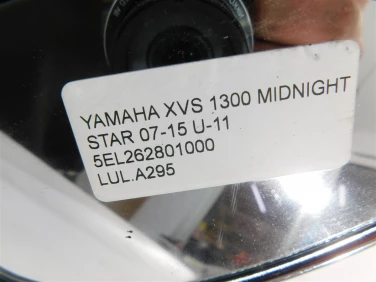 YAMAHA XVS 1300 MIDNIGHT
STAR 07-15 U-11
5EL262801000
LUL.A295